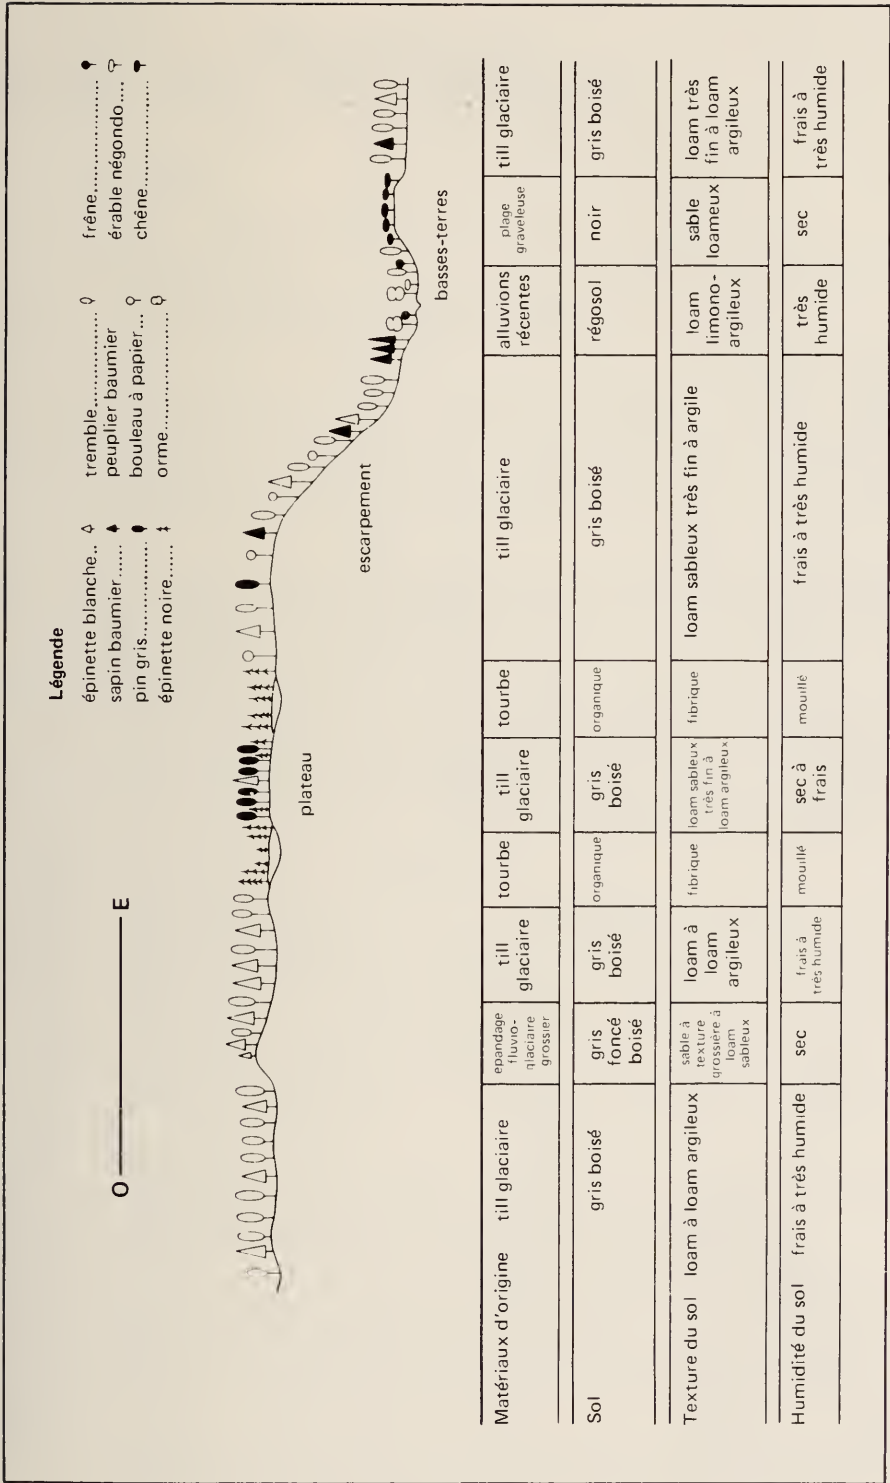 Légende
épinette blanche..
sapin baumier......
pin gris..................
épinette noire......
tremble................
peuplier baumier
bouleau à papier...
orme......................
frêne......................
érable négondo.....
chêne......................
O E
plateau
escarpement
basses-terres
Matériaux d'origine
till glaciaire
épandage
fluvio-
glaciaire
grossier
till
glaciaire
tourbe
till
glaciaire
tourbe
till glaciaire
alluvions
récentes
plage
graveleuse
till glaciaire
Sol
gris boisé
gris
foncé
boisé
gris
boisé
organique
gris
boisé
organique
gris boisé
régosol
noir
gris boisé
Texture du sol
loam à loam argileux
sable à
texture
grossière à
loam
sableux
loam à
loam
argileux
fibrique
loam sableux
très fin à
loam argileux
fibrique
loam sableux très fin à argile
loam
limono-
argileux
sable
loameux
loam très
fin à loam
argileux
Humidité du sol
frais à très humide
sec
frais à
très humide
mouillé
sec à
frais
mouillé
frais à très humide
très
humide
sec
frais à
très humide